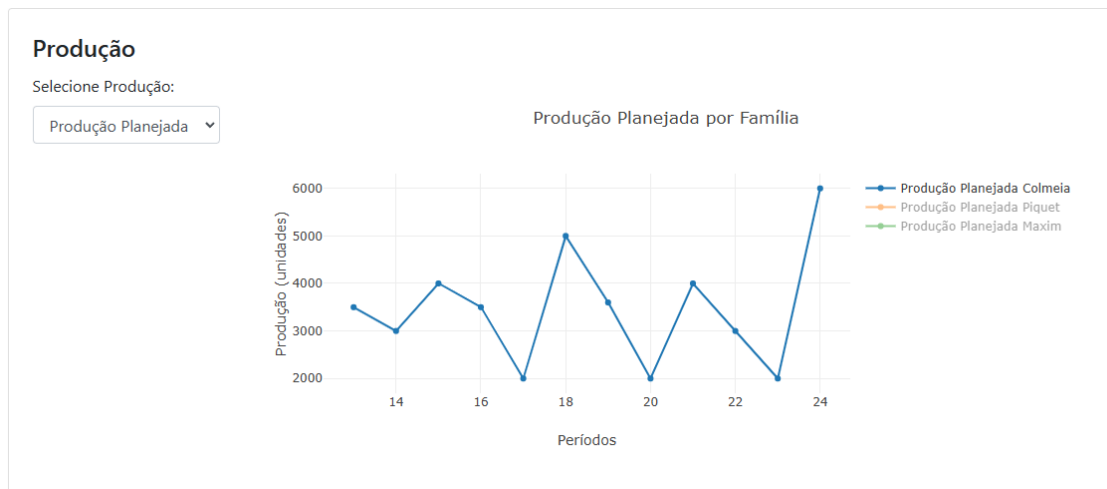 Produção
Selecione Produção:
Produção Planejada
Produção Planejada por Família
Produção (unidades)
6000
5000
4000
3000
2000
14 16 18 20 22 24
Períodos
Produção Planejada Colmeia
Produção Planejada Piquet
Produção Planejada Maxim